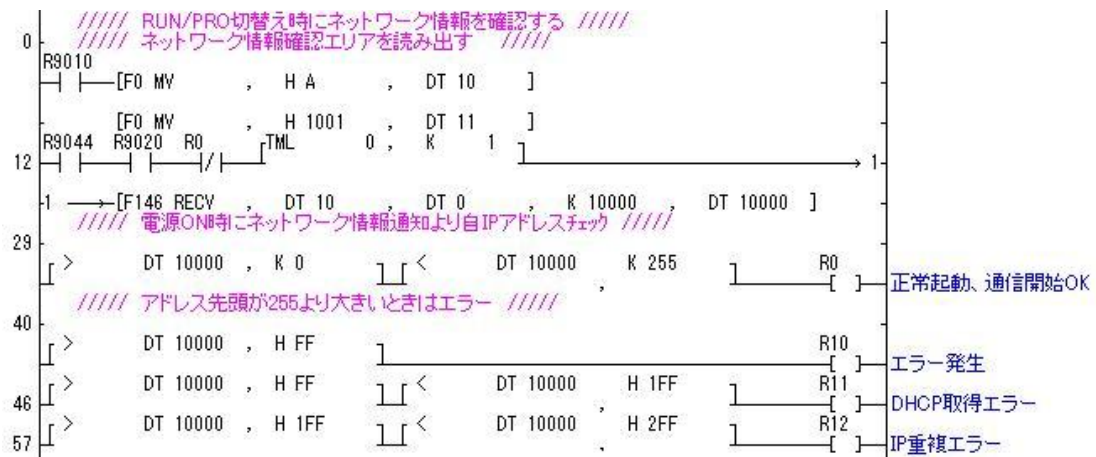 ///// RUN/PRO切替え時にネットワーク情報を確認する /////
0 ///// ネットワーク情報確認エリアを読み出す /////
R9010
[F0 MV , H A , DT 10 ]
[F0 MV , H 1001 , DT 11 ]
R9044 R9020 R0 TML 0 , K 1
12 1
1 [F146 RECV , DT 10 , DT 0 , K 10000 , DT 10000 ]
///// 電源ON時にネットワーク情報通知より自IPアドレスチェック /////
29
> DT 10000 , K 0 < DT 10000 , K 255 R0
正常起動、通信開始OK
///// アドレス先頭が255より大きいときはエラー /////
40
> DT 10000 , H FF R10
エラー発生
> DT 10000 , H FF < DT 10000 , H 1FF R11
46 DHCP取得エラー
> DT 10000 , H 1FF < DT 10000 , H 2FF R12
57 IP重複エラー